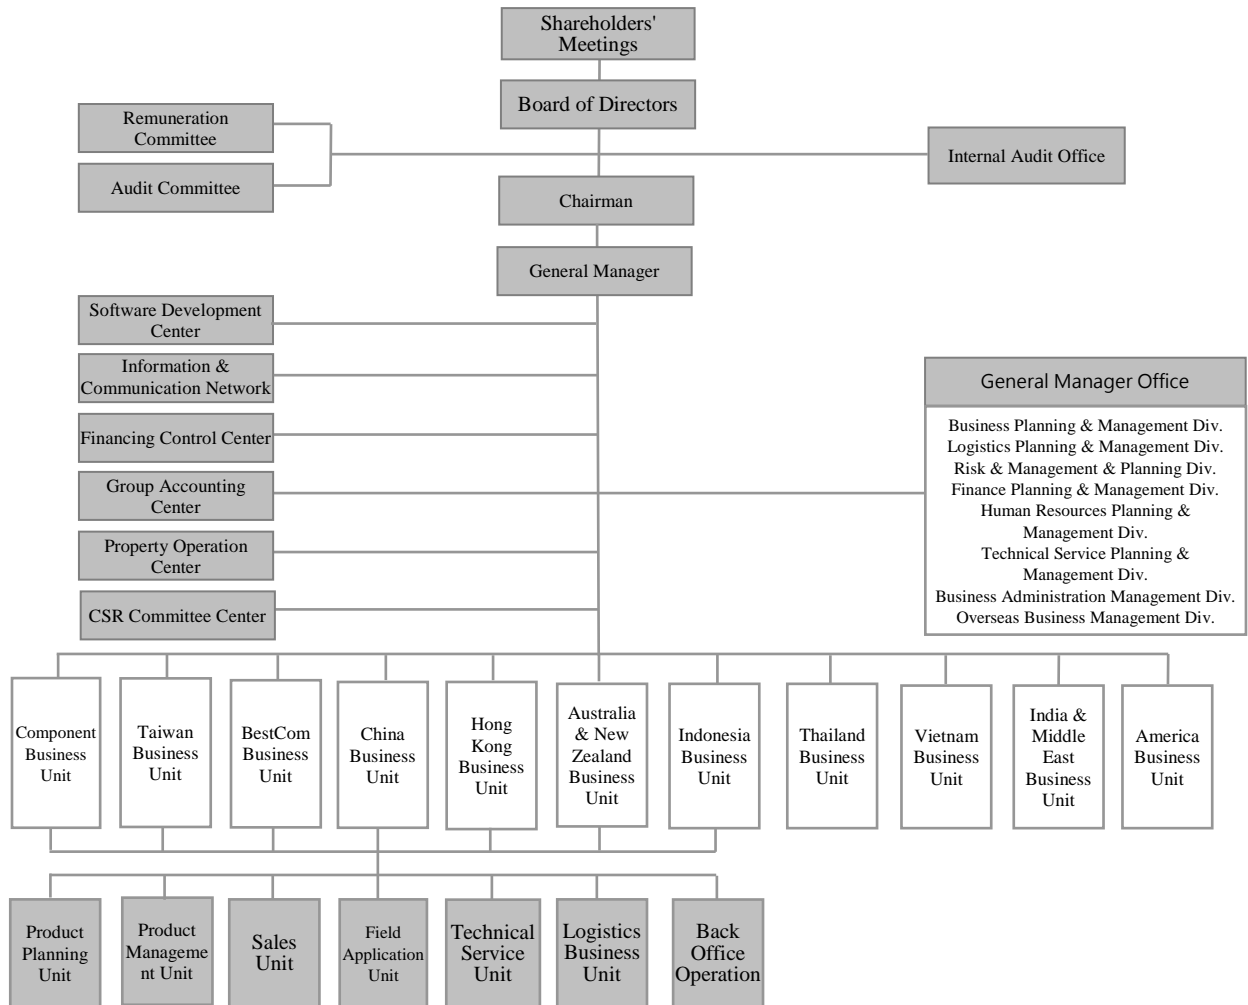 Shareholders'
Meetings
Board of Directors
Remuneration
Committee
Audit Committee
Internal Audit Office
Chairman
General Manager
Software Development
Center
Information &
Communication Network
Financing Control Center
Group Accounting
Center
Property Operation
Center
CSR Committee Center
General Manager Office
Business Planning & Management Div.
Logistics Planning & Management Div.
Risk & Management & Planning Div.
Finance Planning & Management Div.
Human Resources Planning &
Management Div.
Technical Service Planning &
Management Div.
Business Administration Management Div.
Overseas Business Management Div.
Component
Business
Unit
Taiwan
Business
Unit
BestCom
Business
Unit
China
Business
Unit
Hong
Kong
Business
Unit
Australia
& New
Zealand
Business
Unit
Indonesia
Business
Unit
Thailand
Business
Unit
Vietnam
Business
Unit
India &
Middle
East
Business
Unit
America
Business
Unit
Product
Planning
Unit
Product
Manageme
nt Unit
Sales
Unit
Field
Application
Unit
Technical
Service
Unit
Logistics
Business
Unit
Back
Office
Operation